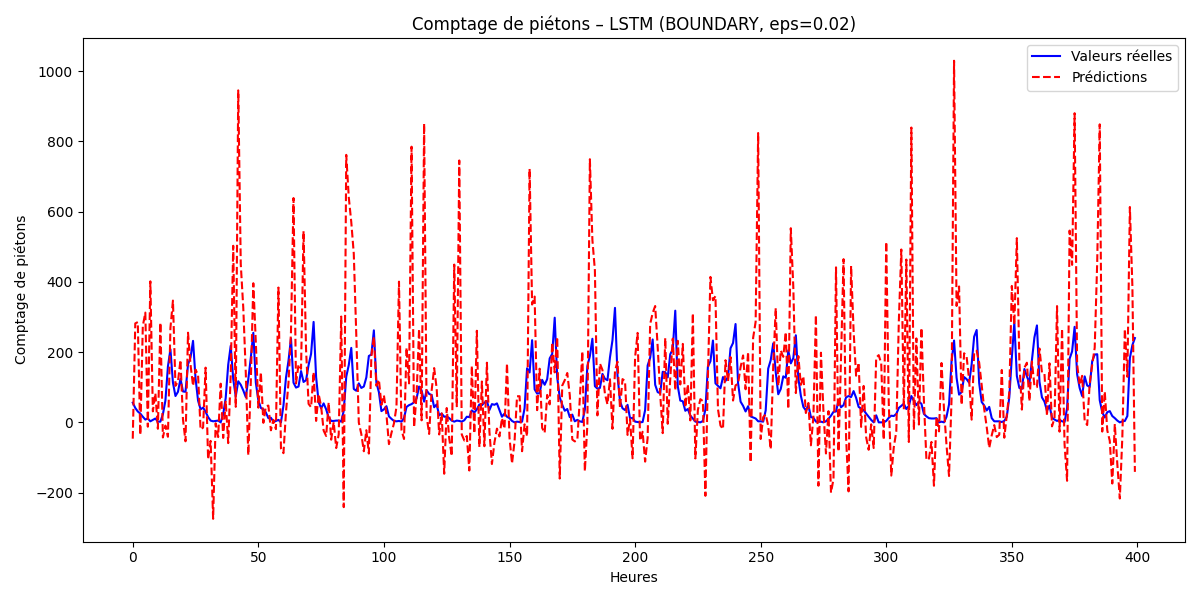 Comptage de piétons – LSTM (BOUNDARY, eps=0.02)
Valeurs réelles
Prédictions
Comptage de piétons
1000
800
600
400
200
0
−200
0 50 100 150 200 250 300 350 400
Heures